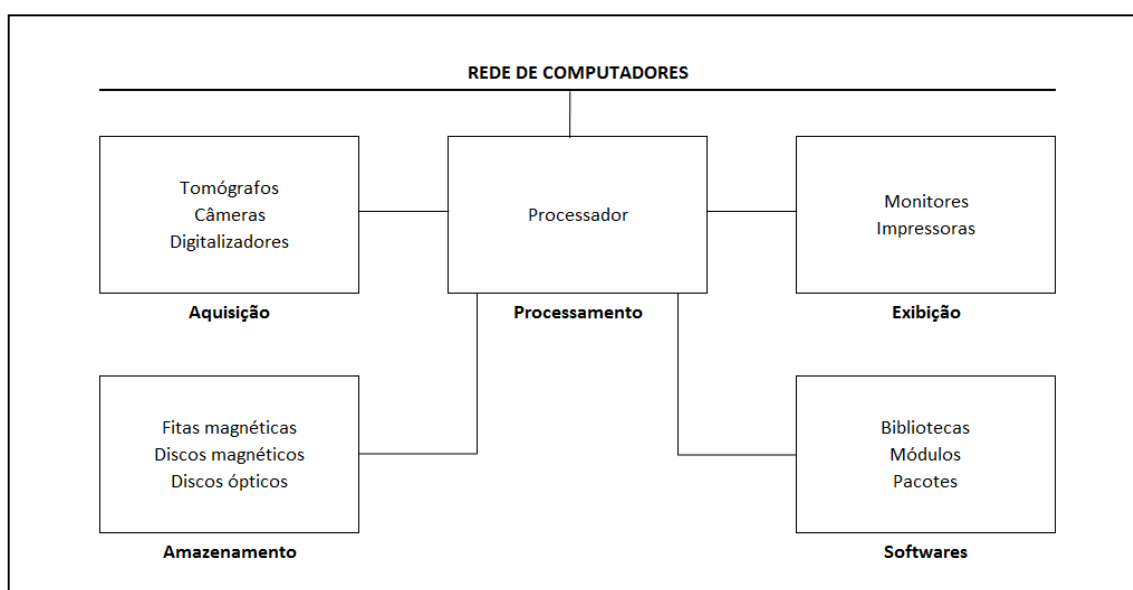 REDE DE COMPUTADORES
Tomógrafos
Câmeras
Digitalizadores
Aquisição
Processador
Processamento
Monitores
Impressoras
Exibição
Fitas magnéticas
Discos magnéticos
Discos ópticos
Amazenamento
Bibliotecas
Módulos
Pacotes
Softwares